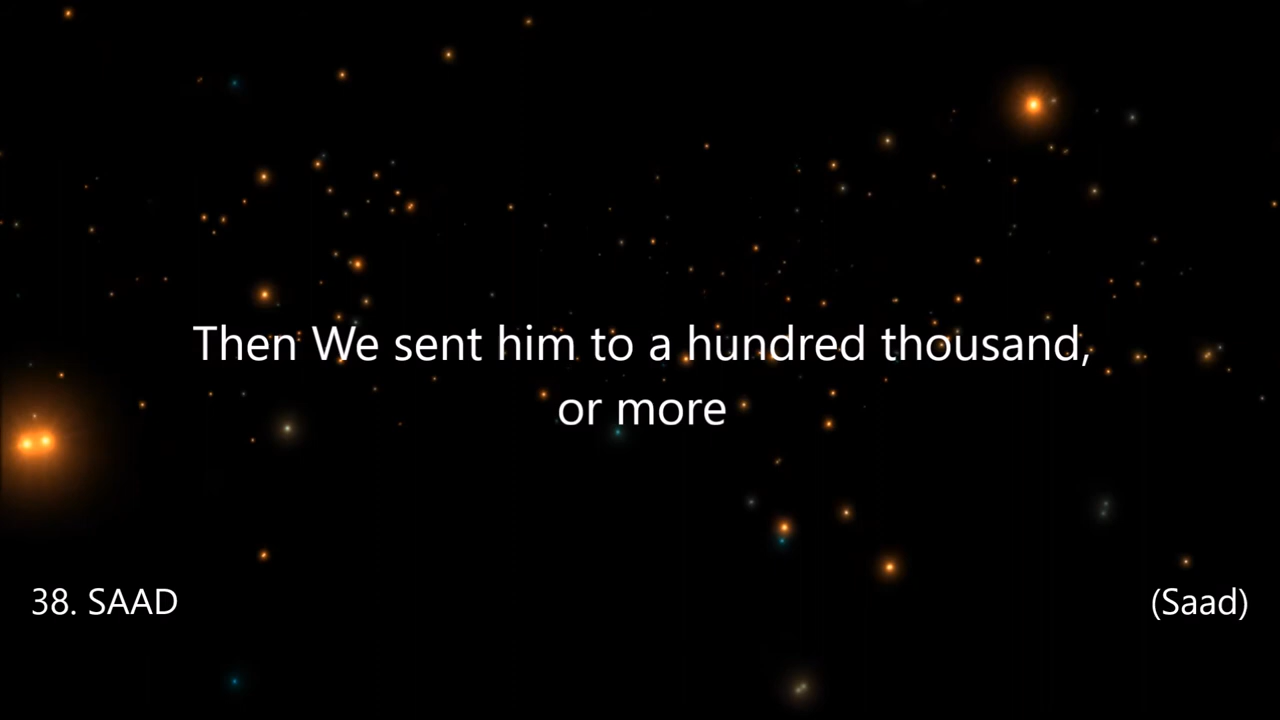 Then We sent him to a hundred thousand,
or more
38. SAAD
(Saad)